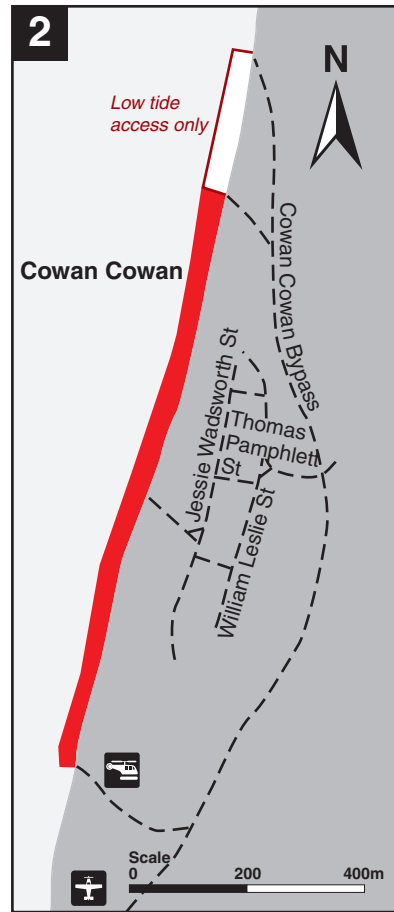 2
N
Low tide
access only
Cowan Cowan
Cowan Cowan Bypass
Jessie Wadsworth St
Thomas
Pamphlett
St
William Leslie St
Scale
0 200 400m